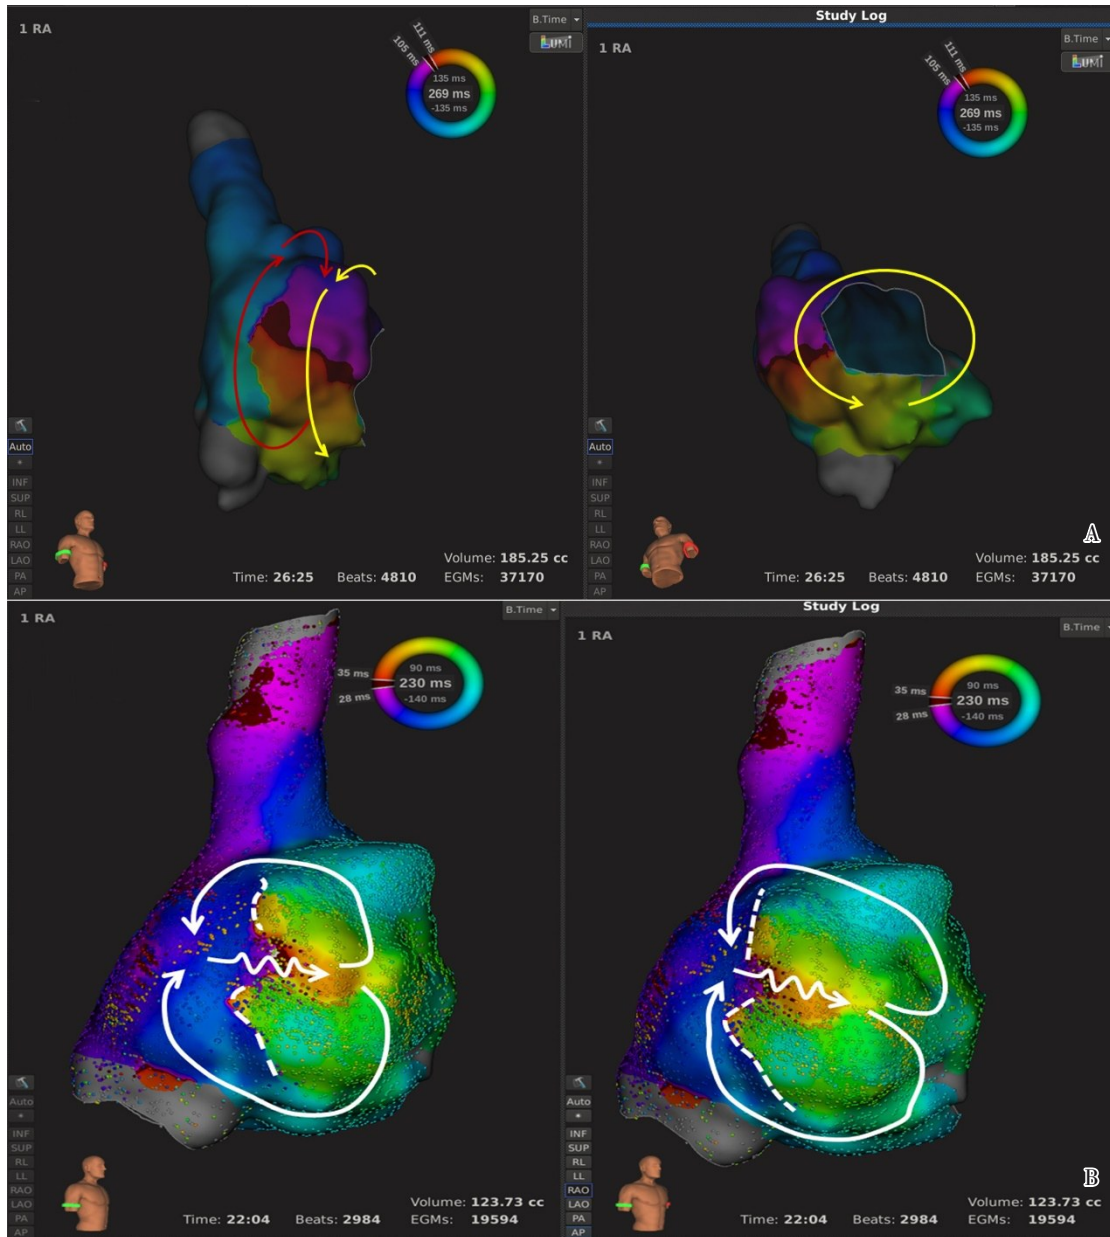 Study Log
1 RA
B.Time
LUMi
111 ms
105 ms
135 ms
269 ms
-135 ms
Auto
INF
SUP
RL
LL
RAO
LAO
PA
AP
Volume: 185.25 cc
Time: 26:25 Beats: 4810 EGMs: 37170
1 RA
B.Time
LUMi
111 ms
105 ms
135 ms
269 ms
-135 ms
Auto
INF
SUP
RL
LL
RAO
LAO
PA
AP
A
Volume: 185.25 cc
Time: 26:25 Beats: 4810 EGMs: 37170
1 RA
B.Time
35 ms
28 ms
90 ms
230 ms
-140 ms
Auto
INF
SUP
RL
LL
RAO
LAO
PA
AP
Volume: 123.73 cc
Time: 22:04 Beats: 2984 EGMs: 19594
Study Log
1 RA
B.Time
35 ms
28 ms
90 ms
230 ms
-140 ms
Auto
INF
SUP
RL
LL
RAO
LAO
PA
AP
B
Volume: 123.73 cc
Time: 22:04 Beats: 2984 EGMs: 19594